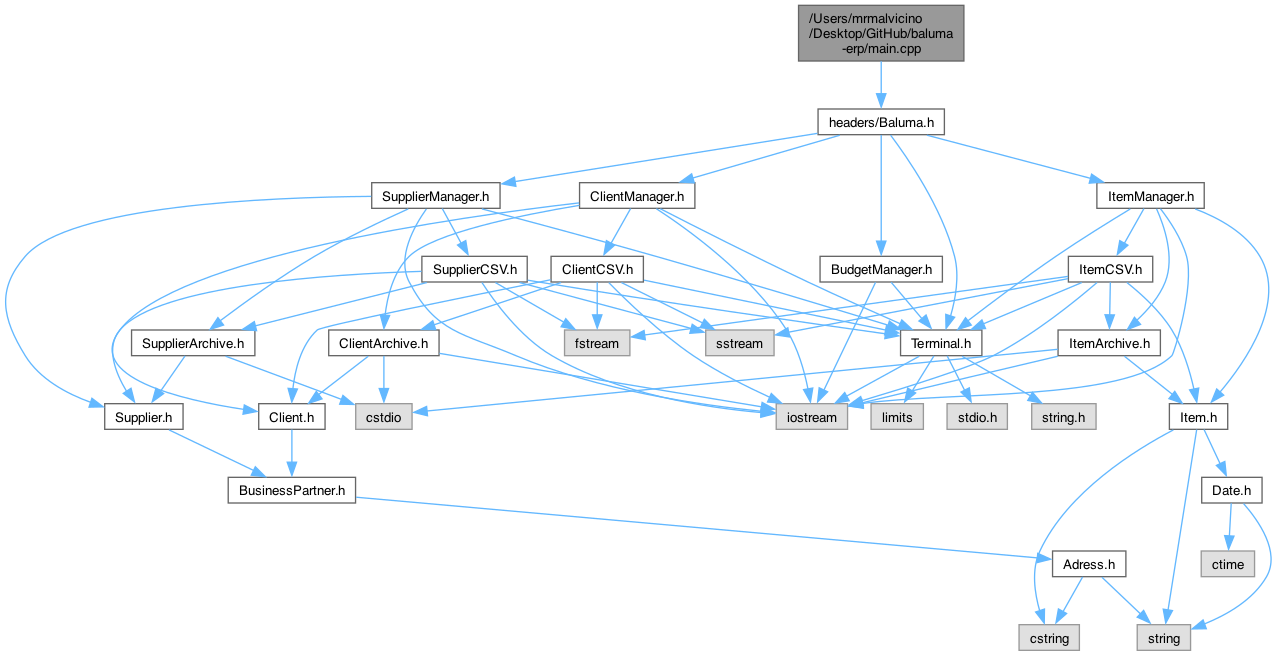 /Users/mrmalvicino
/Desktop/GitHub/baluma
-erp/main.cpp
headers/Baluma.h
SupplierManager.h
ClientManager.h
ItemManager.h
SupplierCSV.h
ClientCSV.h
BudgetManager.h
ItemCSV.h
SupplierArchive.h
ClientArchive.h
fstream
sstream
Terminal.h
ItemArchive.h
Supplier.h
Client.h
cstdio
iostream
limits
stdio.h
string.h
Item.h
BusinessPartner.h
Date.h
Adress.h
ctime
cstring
string